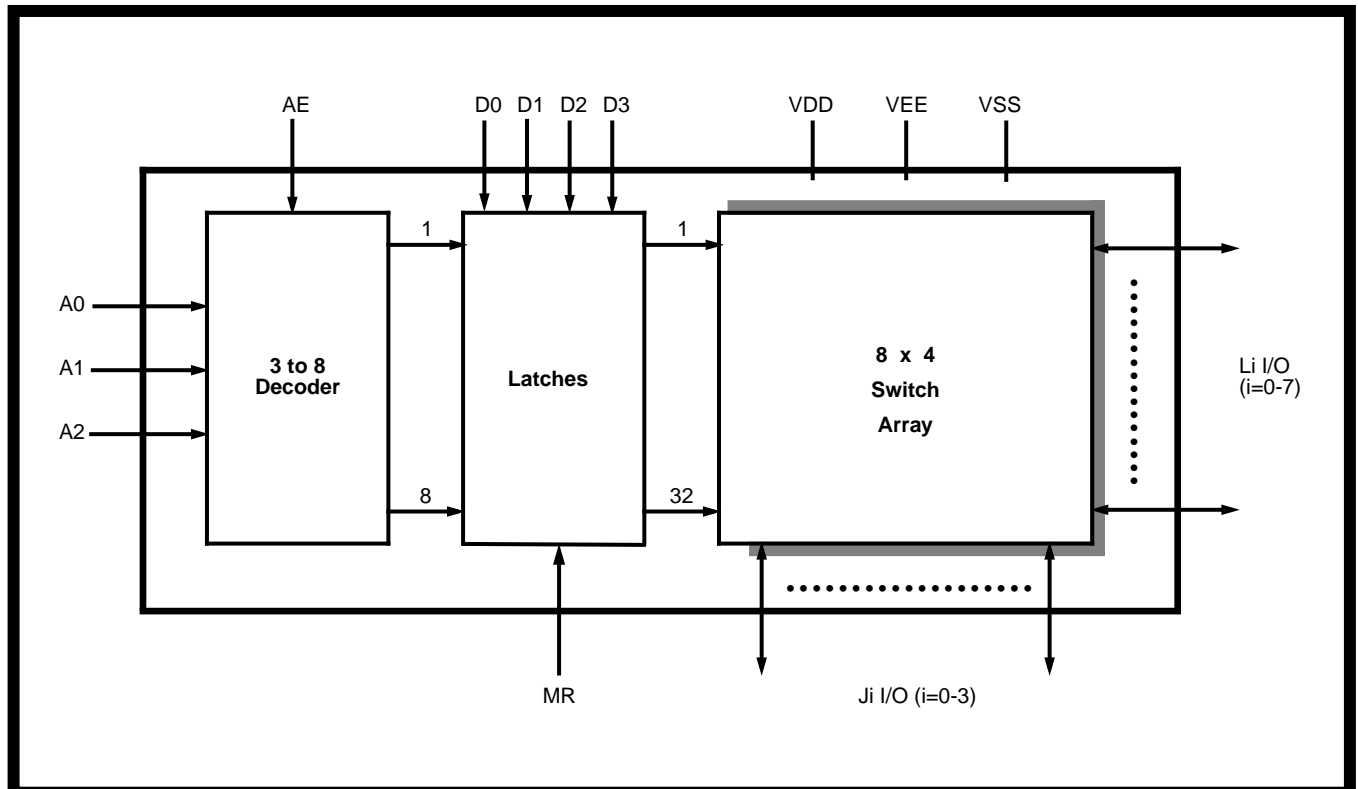 AE
D0 D1 D2 D3
VDD VEE VSS
1
1
A0
A1
A2
3 to 8
Decoder
Latches
8 x 4
Switch
Array
Li I/O
(i=0-7)
8
32
MR
Ji I/O (i=0-3)